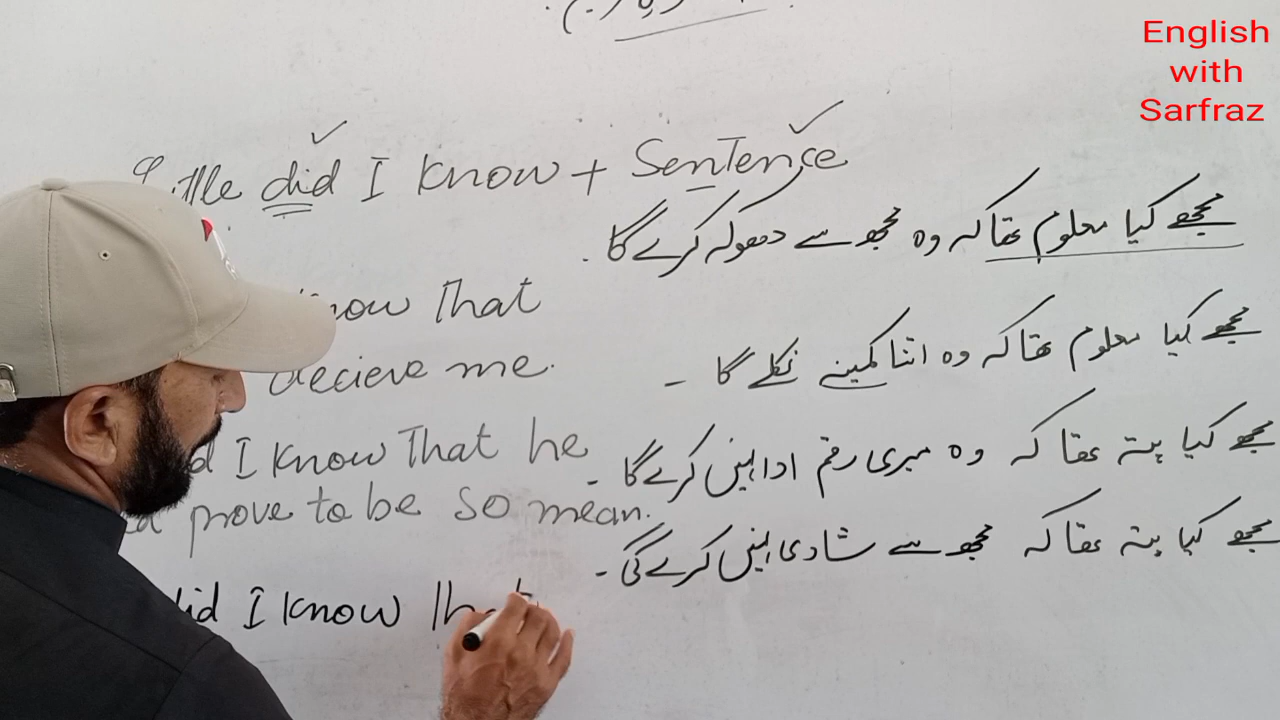 English
with
Sarfraz
Little did I know + Sentence
مجھے کیا معلوم تھا کہ وہ مجھ سے دھوکہ کرے گا۔
know That
decieve me.
مجھے کیا معلوم تھا کہ وہ اتنا کمینہ نکلے گا ۔
I know That he
مجھے کیا پتہ تھا کہ وہ میری رقم ادا نہیں کرے گا ۔
prove to be so mean.
مجھے کیا پتہ تھا کہ مجھ سے شادی نہیں کرے گی ۔
did I know that